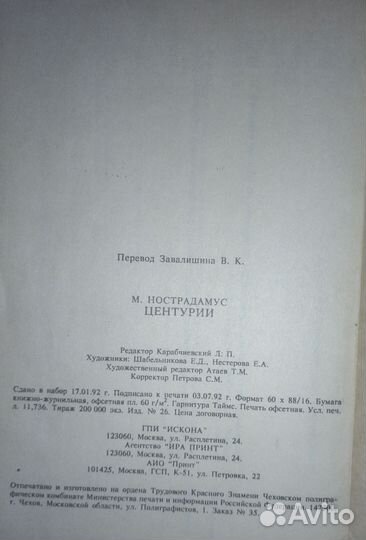 Перевод Завалишина В. К.
М. НОСТРАДАМУС
ЦЕНТУРИИ
Редактор Карабчиевский Л. П.
Художники: Шабельникова Е.Д., Нестерова Е.А.
Художественный редактор Атаев Т.М.
Корректор Петрова С.М.
Сдано в набор 17.01.92 г. Подписано к печати 03.07.92 г. Формат 60 х 88/16. Бумага
книжно-журнальная, офсетная пл. 60 г/м². Гарнитура Таймс. Печать офсетная. Усл. печ.
л. 11,736. Тираж 200 000 экз. Изд. № 26. Цена договорная.
ГПИ "ИСКОНА"
123060, Москва, ул. Расплетина, 24.
Агентство "ИРА ПРИНТ"
123060, Москва, ул. Расплетина, 24.
АИО "Принт"
101425, Москва, ГСП, К-51, ул. Петровка, 22
Отпечатано и изготовлено на ордена Трудового Красного Знамени Чеховском полигра-
фическом комбинате Министерства печати и информации Российской
г. Чехов, Московской области, ул. Полиграфистов, 1. Заказ №
Avito